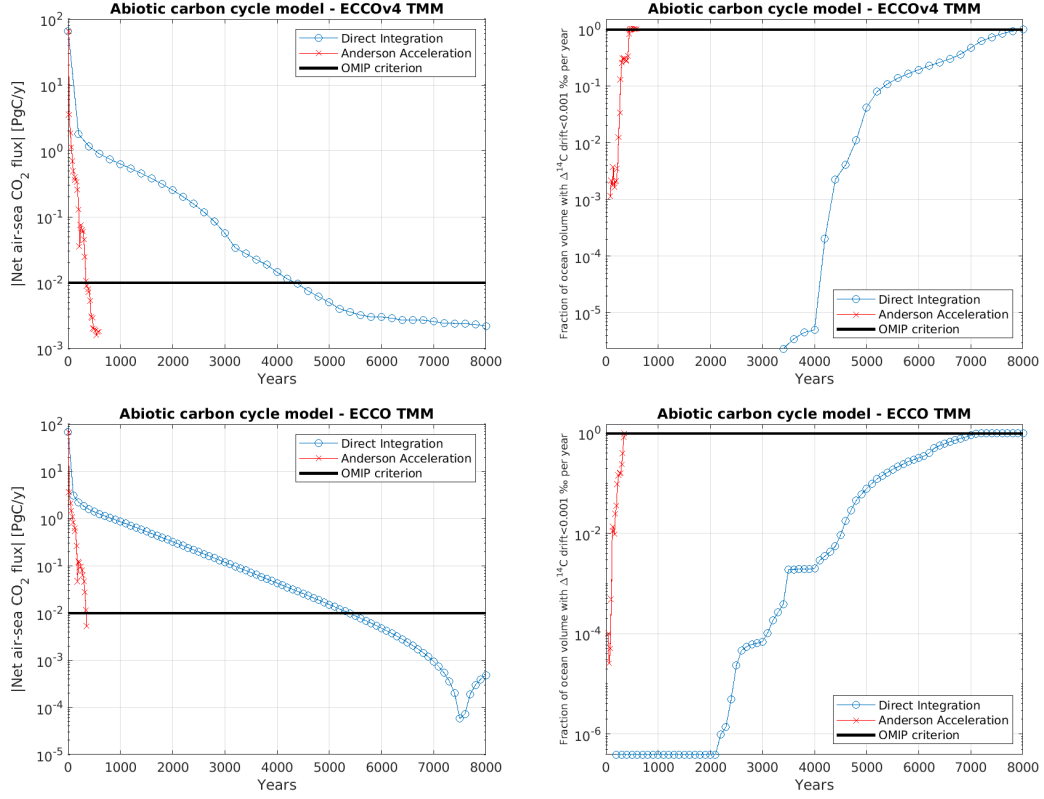 Abiotic carbon cycle model - ECCOv4 TMM
|Net air-sea CO2 flux| [PgC/y]
10^2
10^1
10^0
10^-1
10^-2
10^-3
0 1000 2000 3000 4000 5000 6000 7000 8000
Years
Direct Integration
Anderson Acceleration
OMIP criterion
Abiotic carbon cycle model - ECCOv4 TMM
Fraction of ocean volume with Δ^14C drift<0.001 ‰ per year
10^0
10^-1
10^-2
10^-3
10^-4
10^-5
0 1000 2000 3000 4000 5000 6000 7000 8000
Years
Direct Integration
Anderson Acceleration
OMIP criterion
Abiotic carbon cycle model - ECCO TMM
|Net air-sea CO2 flux| [PgC/y]
10^2
10^1
10^0
10^-1
10^-2
10^-3
10^-4
10^-5
0 1000 2000 3000 4000 5000 6000 7000 8000
Years
Direct Integration
Anderson Acceleration
OMIP criterion
Abiotic carbon cycle model - ECCO TMM
Fraction of ocean volume with Δ^14C drift<0.001 ‰ per year
10^0
10^-2
10^-4
10^-6
0 1000 2000 3000 4000 5000 6000 7000 8000
Years
Direct Integration
Anderson Acceleration
OMIP criterion